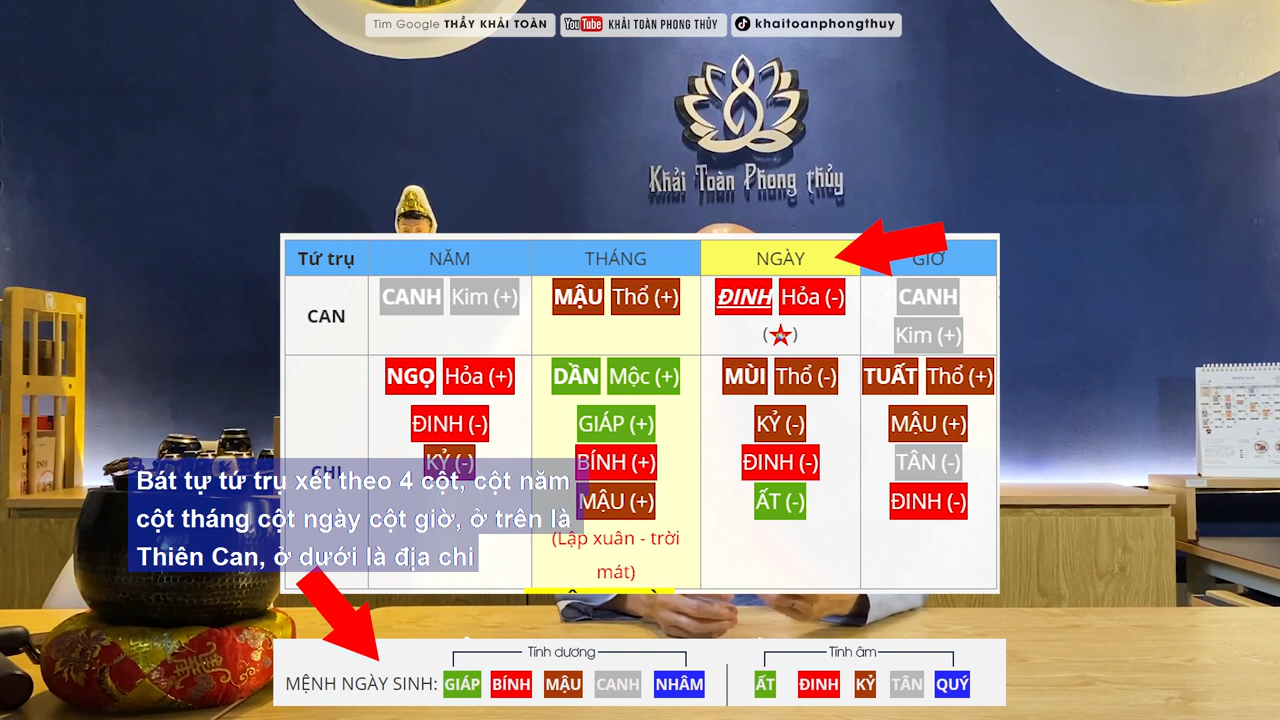 Tìm Google THẦY KHẢI TOÀN
YouTube KHẢI TOÀN PHONG THỦY
khaitoanphongthuy
Khải Toàn Phong thủy
Tứ trụ NĂM THÁNG NGÀY GIỜ
CAN CANH Kim (+) MẬU Thổ (+) ĐINH Hỏa (-) CANH
( ) Kim (+)
CHI NGỌ Hỏa (+) DẦN Mộc (+) MÙI Thổ (-) TUẤT Thổ (+)
ĐINH (-) GIÁP (+) KỶ (-) MẬU (+)
KỶ (-) BÍNH (+) ĐINH (-) TÂN (-)
MẬU (+) ẤT (-) ĐINH (-)
(Lập xuân - trời
mát)
Bát tự tứ trụ xét theo 4 cột, cột năm
cột tháng cột ngày cột giờ, ở trên là
Thiên Can, ở dưới là địa chi
Tính dương Tính âm
MỆNH NGÀY SINH: GIÁP BÍNH MẬU CANH NHÂM ẤT ĐINH KỶ TÂN QUÝ